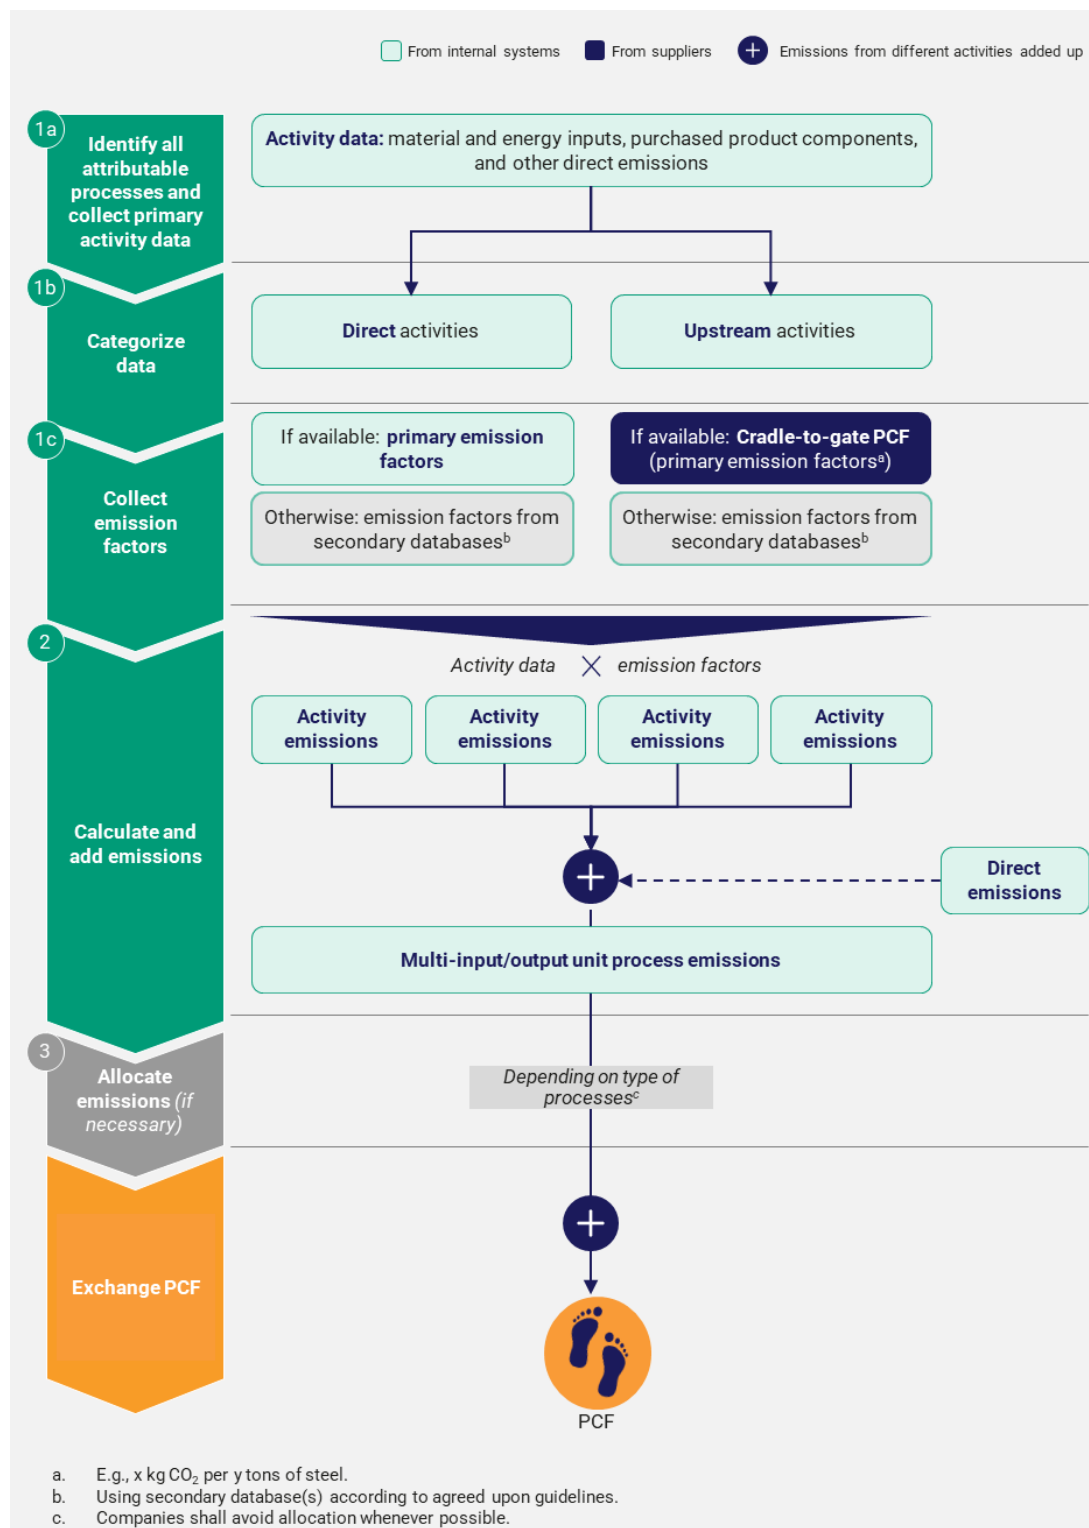 From internal systems
From suppliers
Emissions from different activities added up
1a
Identify all
attributable
processes and
collect primary
activity data
Activity data: material and energy inputs, purchased product components,
and other direct emissions
1b
Categorize
data
Direct activities
Upstream activities
1c
Collect
emission
factors
If available: primary emission
factors
If available: Cradle-to-gate PCF
(primary emission factorsᵃ)
Otherwise: emission factors from
secondary databasesᵇ
Otherwise: emission factors from
secondary databasesᵇ
2
Calculate and
add emissions
Activity data × emission factors
Activity
emissions
Activity
emissions
Activity
emissions
Activity
emissions
Direct
emissions
Multi-input/output unit process emissions
3
Allocate
emissions (if
necessary)
Depending on type of
processesᶜ
Exchange PCF
PCF
a. E.g., x kg CO₂ per y tons of steel.
b. Using secondary database(s) according to agreed upon guidelines.
c. Companies shall avoid allocation whenever possible.